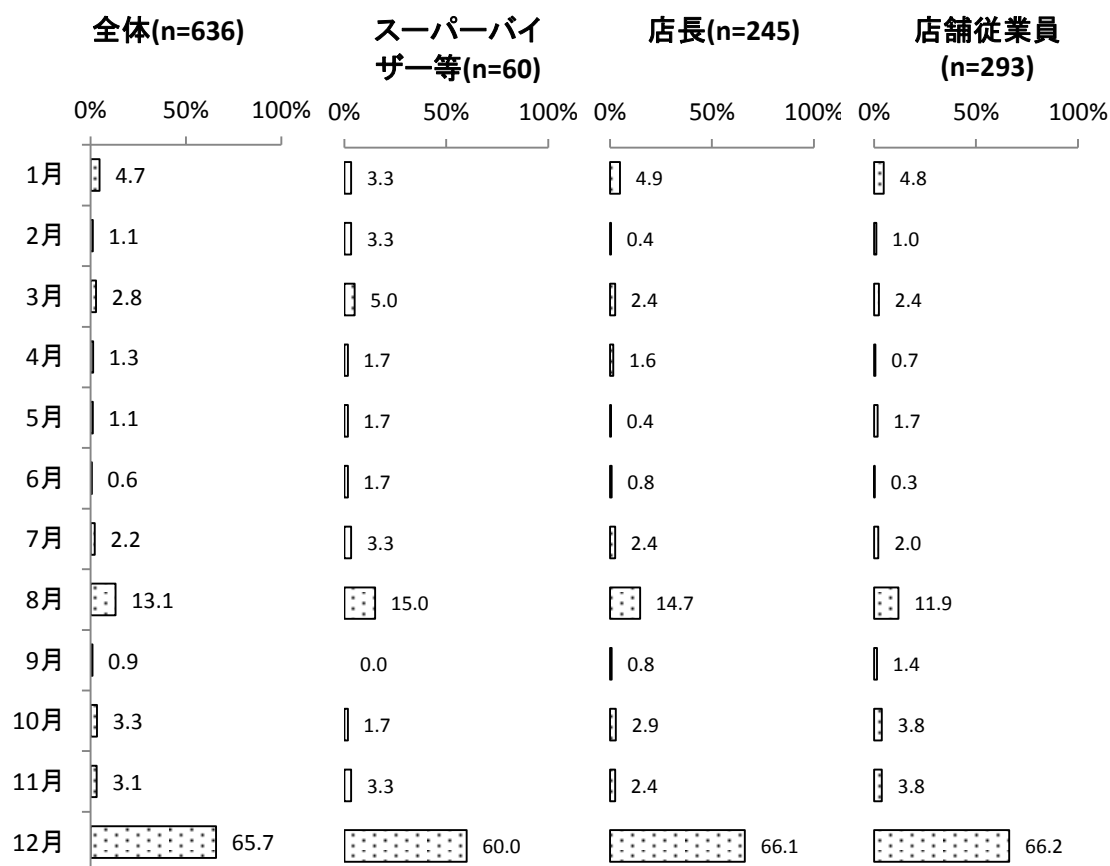 全体(n=636)
スーパーバイ
ザー等(n=60)
店長(n=245)
店舗従業員
(n=293)
0% 50% 100% 0% 50% 100% 0% 50% 100% 0% 50% 100%
1月 4.7 3.3 4.9 4.8
2月 1.1 3.3 0.4 1.0
3月 2.8 5.0 2.4 2.4
4月 1.3 1.7 1.6 0.7
5月 1.1 1.7 0.4 1.7
6月 0.6 1.7 0.8 0.3
7月 2.2 3.3 2.4 2.0
8月 13.1 15.0 14.7 11.9
9月 0.9 0.0 0.8 1.4
10月 3.3 1.7 2.9 3.8
11月 3.1 3.3 2.4 3.8
12月 65.7 60.0 66.1 66.2